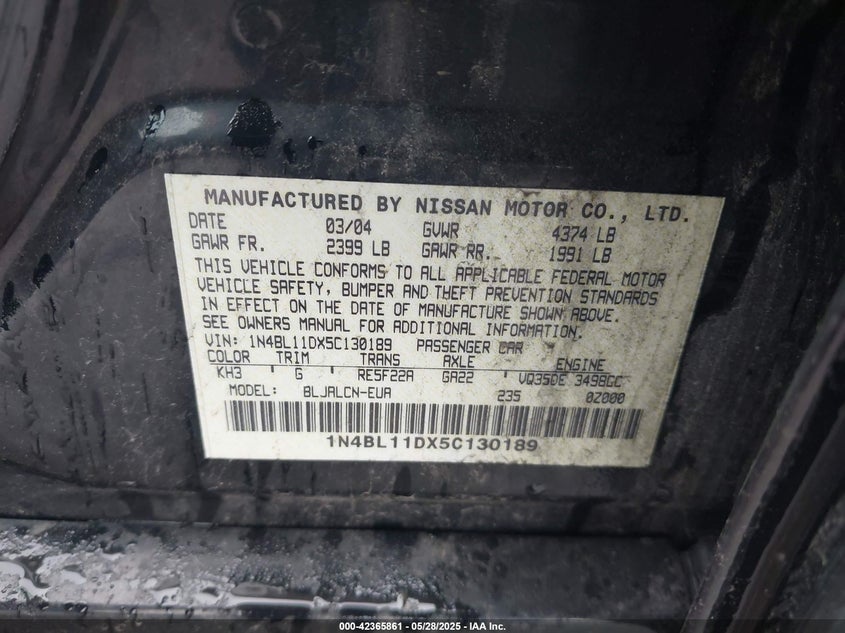 MANUFACTURED BY NISSAN MOTOR CO., LTD.
DATE 03/04 GVWR 4374 LB
GAWR FR. 2399 LB GAWR RR. 1991 LB
THIS VEHICLE CONFORMS TO ALL APPLICABLE FEDERAL MOTOR
VEHICLE SAFETY, BUMPER AND THEFT PREVENTION STANDARDS
IN EFFECT ON THE DATE OF MANUFACTURE SHOWN ABOVE.
SEE OWNERS MANUAL FOR ADDITIONAL INFORMATION.
VIN: 1N4BL11DX5C130189 PASSENGER CAR
COLOR TRIM TRANS AXLE ENGINE
KH3 ' G ' RE5F22A GA22 ' VQ35DE 3498CC
MODEL: BLJALCN-EUA 235 0Z000
1N4BL11DX5C130189
000-42365861 - 05/28/2025 - IAA Inc.